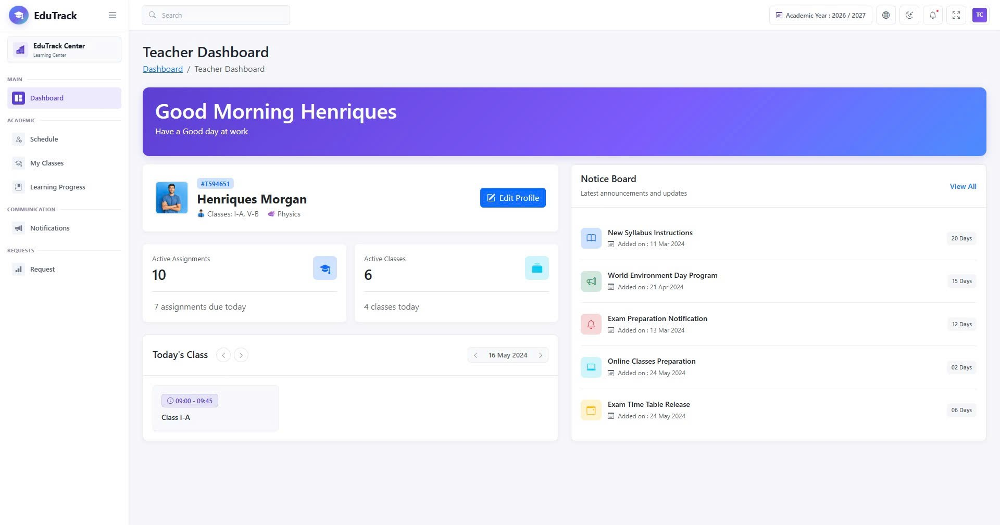 EduTrack
Search
Academic Year : 2026 / 2027
TC
EduTrack Center
Learning Center
MAIN
Dashboard
ACADEMIC
Schedule
My Classes
Learning Progress
COMMUNICATION
Notifications
REQUESTS
Request
Teacher Dashboard
Dashboard / Teacher Dashboard
Good Morning Henriques
Have a Good day at work
#T594651
Henriques Morgan
Classes: I-A, V-B Physics
Edit Profile
Active Assignments
10
7 assignments due today
Active Classes
6
4 classes today
Today's Class
16 May 2024
09:00 - 09:45
Class I-A
Notice Board
Latest announcements and updates
View All
New Syllabus Instructions
Added on : 11 Mar 2024
20 Days
World Environment Day Program
Added on : 21 Apr 2024
15 Days
Exam Preparation Notification
Added on : 13 Mar 2024
12 Days
Online Classes Preparation
Added on : 24 May 2024
02 Days
Exam Time Table Release
Added on : 24 May 2024
06 Days